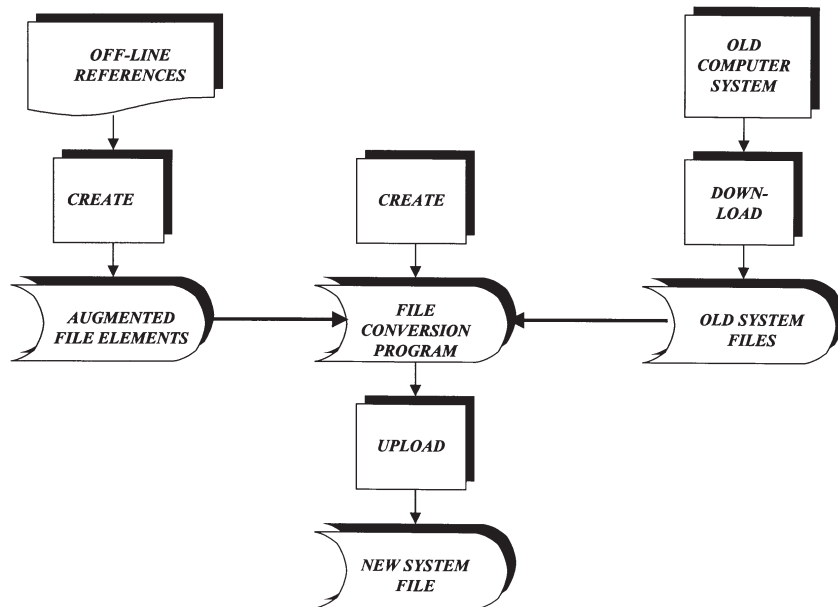 OFF-LINE
REFERENCES
OLD
COMPUTER
SYSTEM
CREATE
CREATE
DOWN-
LOAD
AUGMENTED
FILE ELEMENTS
FILE
CONVERSION
PROGRAM
OLD SYSTEM
FILES
UPLOAD
NEW SYSTEM
FILE